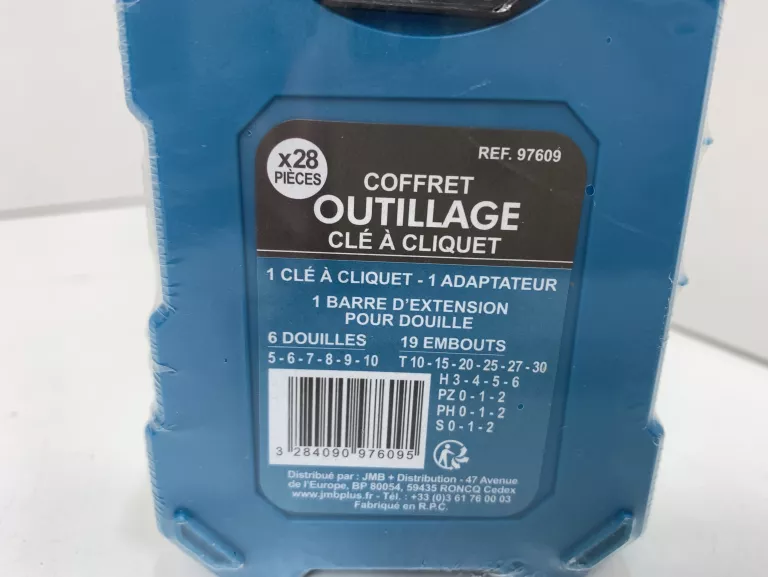 x28
PIÈCES
REF. 97609
COFFRET
OUTILLAGE
CLÉ À CLIQUET
1 CLÉ À CLIQUET - 1 ADAPTATEUR
1 BARRE D'EXTENSION
POUR DOUILLE
6 DOUILLES
5 - 6 - 7 - 8 - 9 - 10
19 EMBOUTS
T 10 - 15 - 20 - 25 - 27 - 30
H 3 - 4 - 5 - 6
PZ 0 - 1 - 2
PH 0 - 1 - 2
S 0 - 1 - 2
3 284090 976095
Distribué par : JMB + Distribution - 47 Avenue
de l'Europe, BP 80054, 59435 RONCQ Cedex
www.jmbplus.fr - Tél. : +33 (0)3 61 76 00 03
Fabriqué en R.P.C.